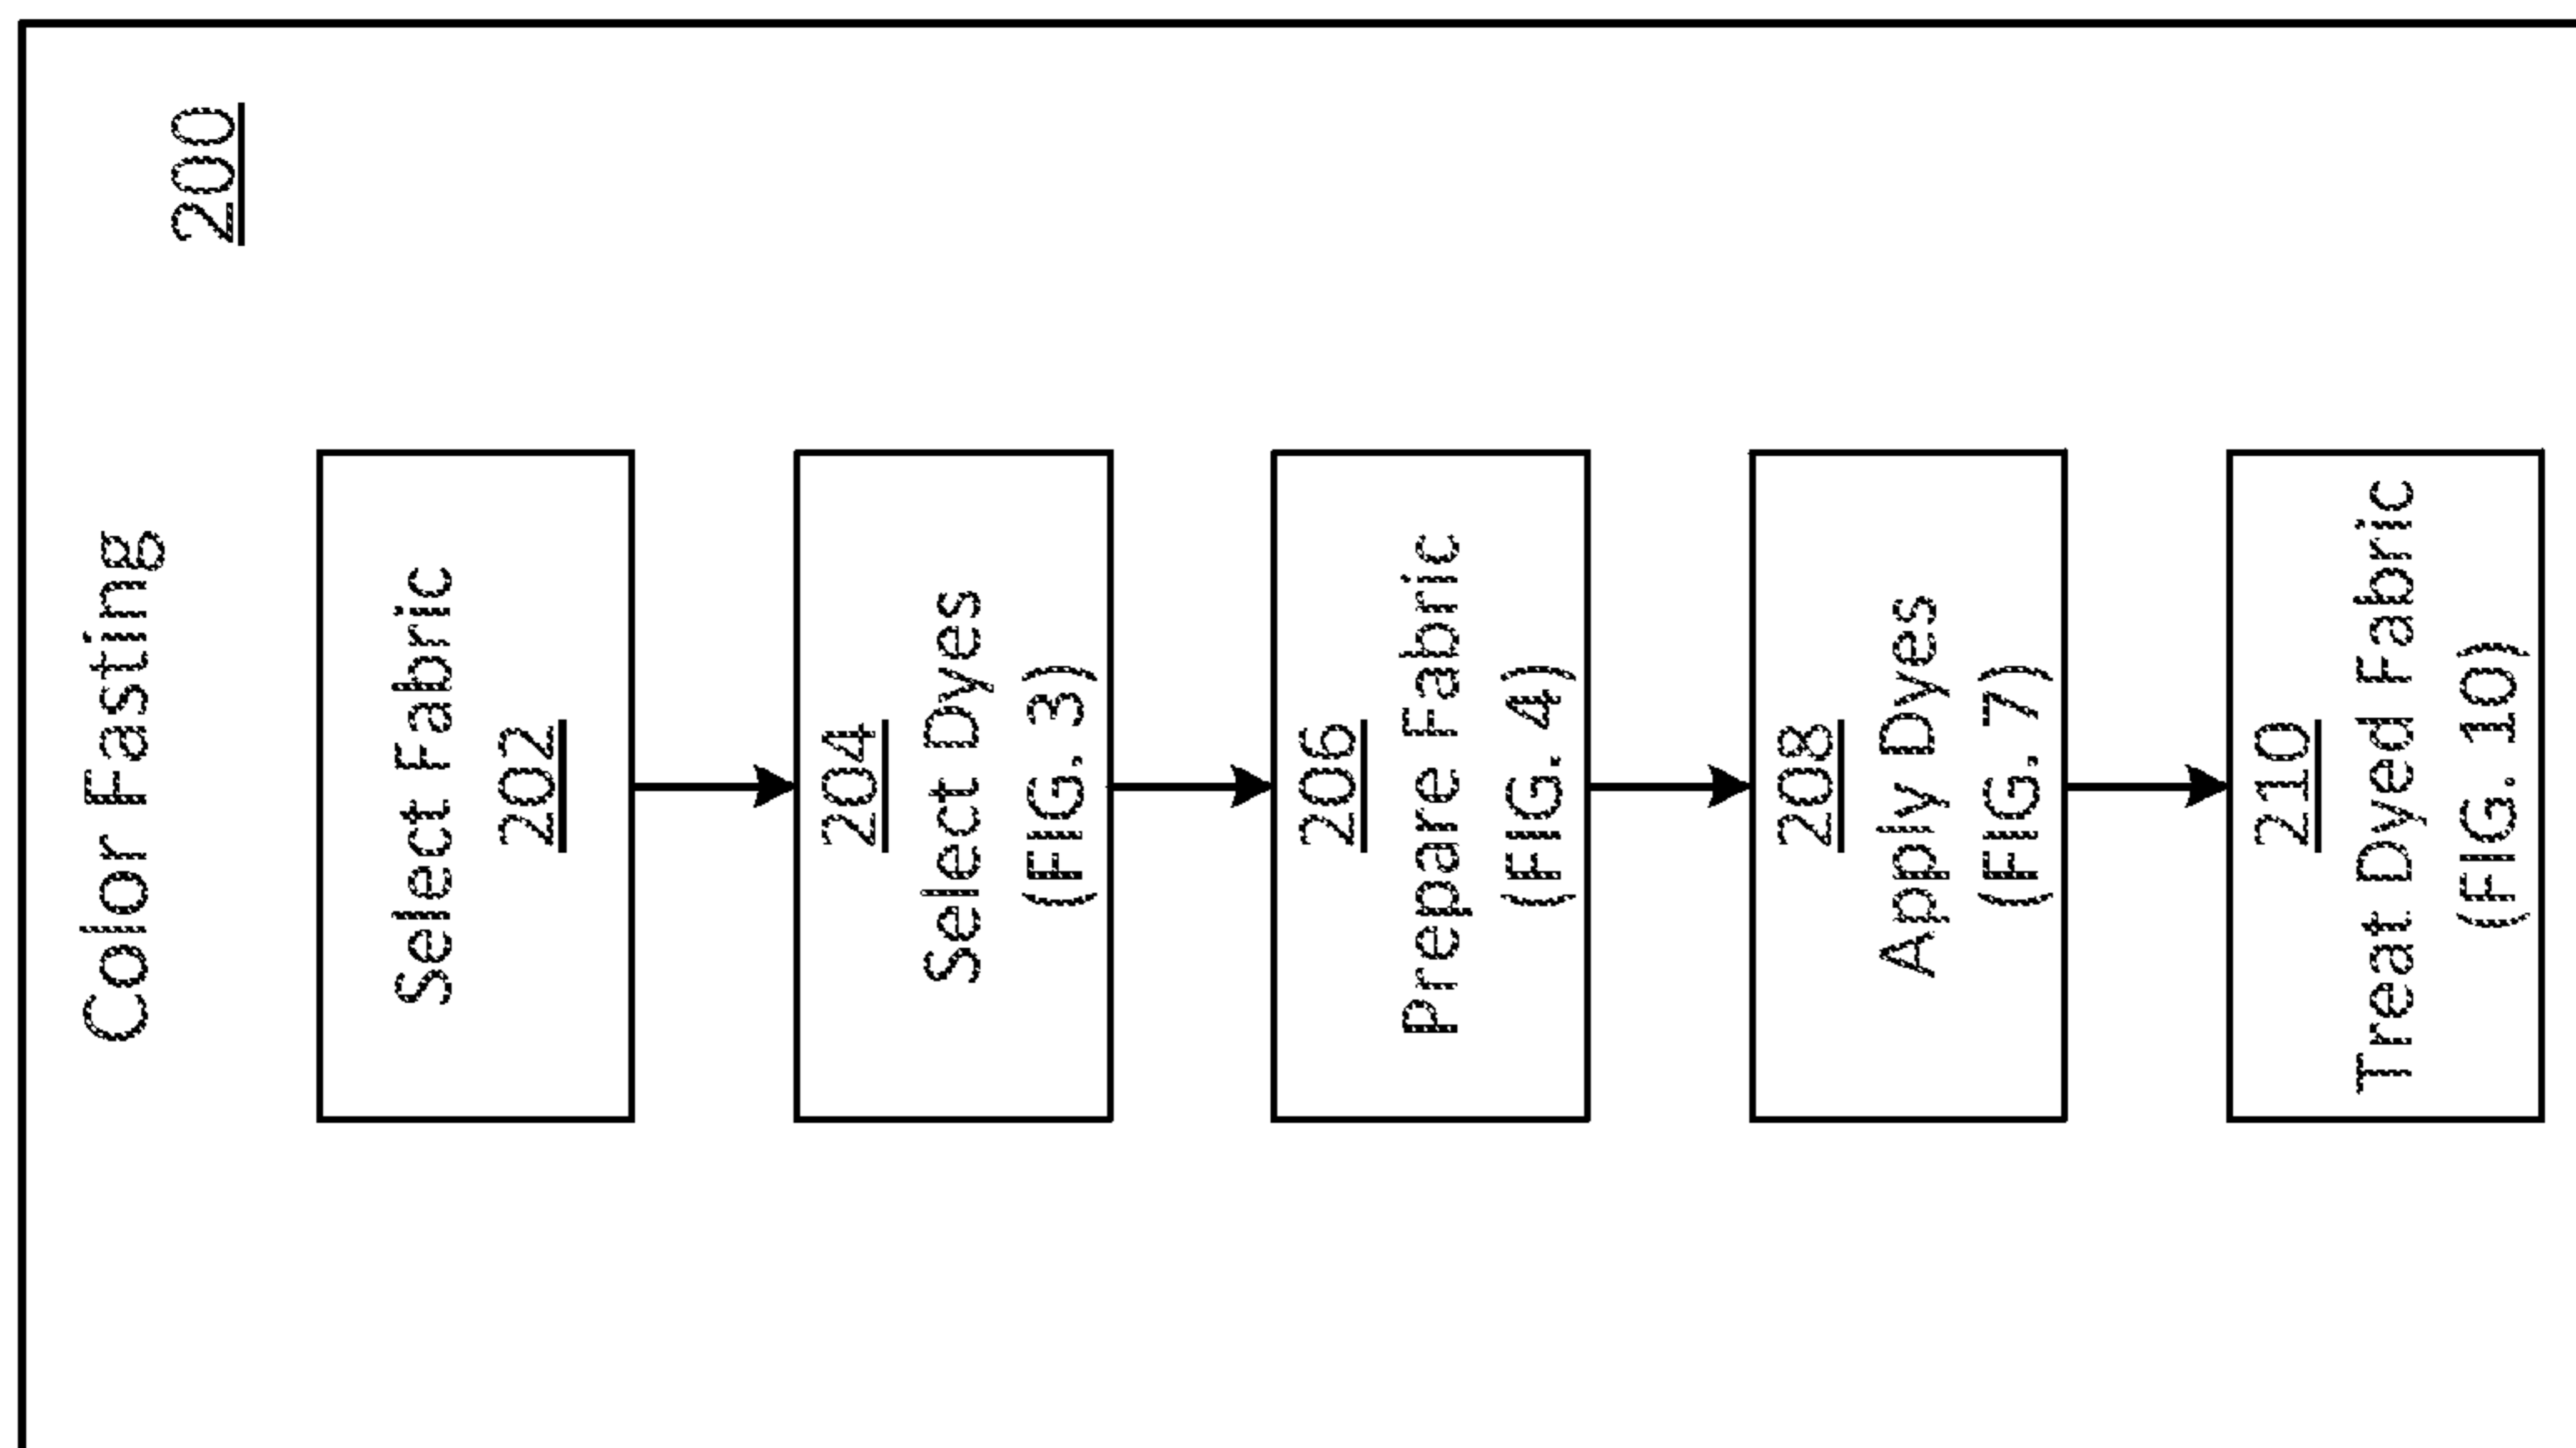 Color Fasting
200
Select Fabric
202
204
Select Dyes
(FIG. 3)
206
Prepare Fabric
(FIG. 4)
208
Apply Dyes
(FIG. 7)
210
Treat Dyed Fabric
(FIG. 10)